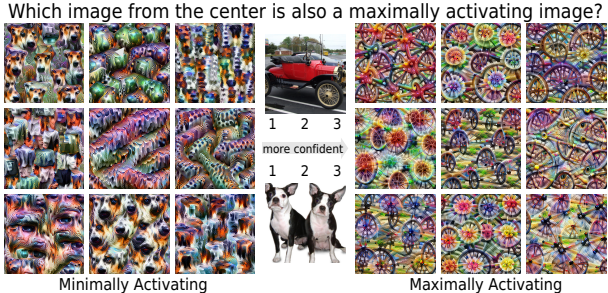 Which image from the center is also a maximally activating image?
1 2 3
more confident
1 2 3
Minimally Activating
Maximally Activating